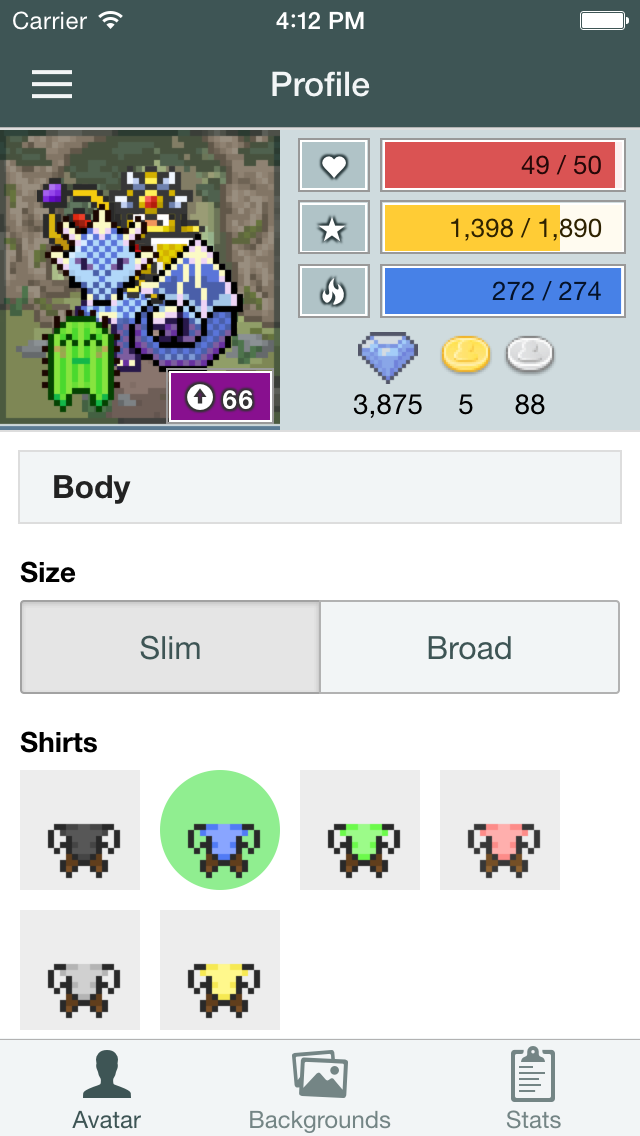 Carrier 4:12 PM
Profile
49 / 50
1,398 / 1,890
272 / 274
66
3,875 5 88
Body
Size
Slim Broad
Shirts
Avatar Backgrounds Stats